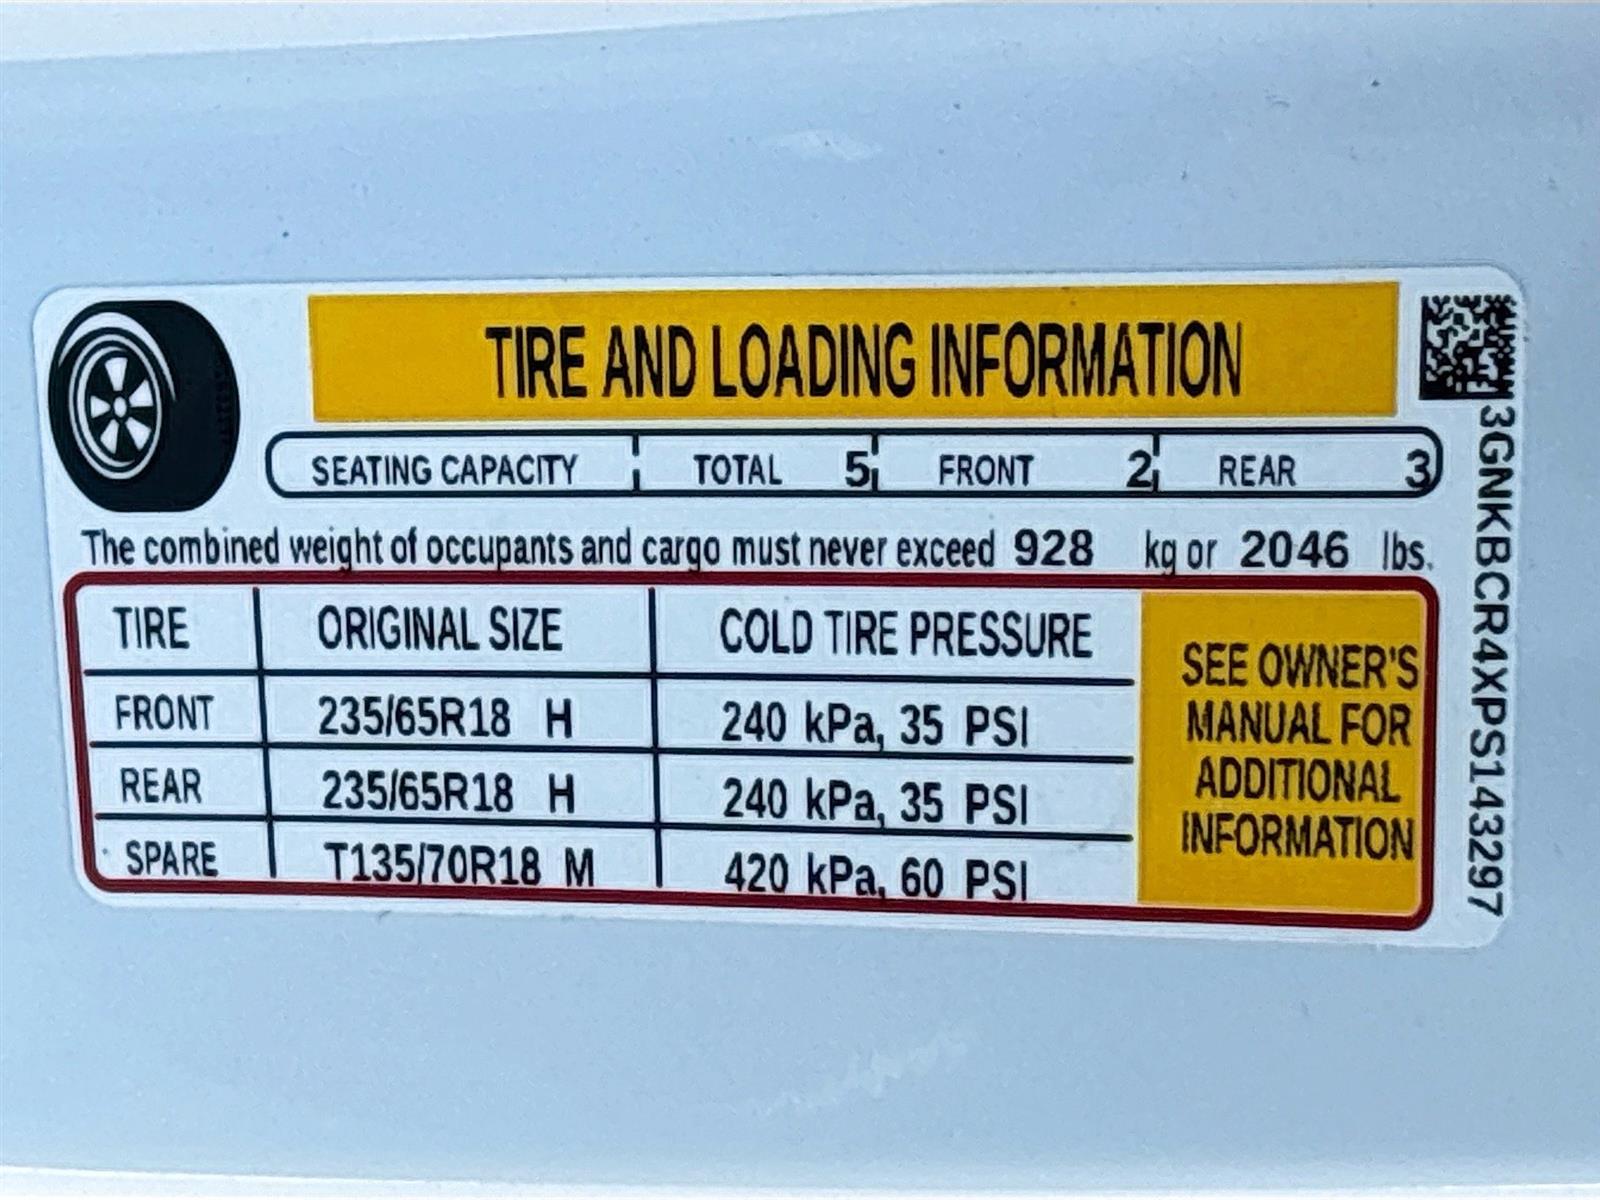 TIRE AND LOADING INFORMATION
SEATING CAPACITY TOTAL 5 FRONT 2 REAR 3
The combined weight of occupants and cargo must never exceed 928 kg or 2046 lbs.
TIRE ORIGINAL SIZE COLD TIRE PRESSURE
FRONT 235/65R18 H 240 kPa, 35 PSI
REAR 235/65R18 H 240 kPa, 35 PSI
SPARE T135/70R18 M 420 kPa, 60 PSI
SEE OWNER'S
MANUAL FOR
ADDITIONAL
INFORMATION
3GNKBCR4XPS143297